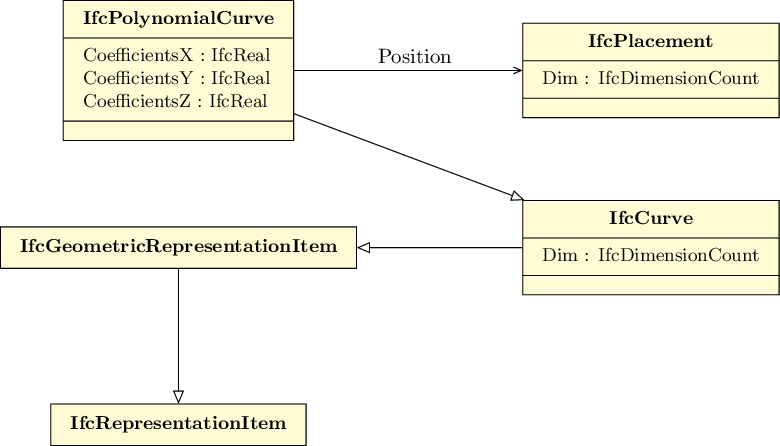 IfcPolynomialCurve
CoefficientsX : IfcReal
CoefficientsY : IfcReal
CoefficientsZ : IfcReal
Position
IfcPlacement
Dim : IfcDimensionCount
IfcCurve
Dim : IfcDimensionCount
IfcGeometricRepresentationItem
IfcRepresentationItem